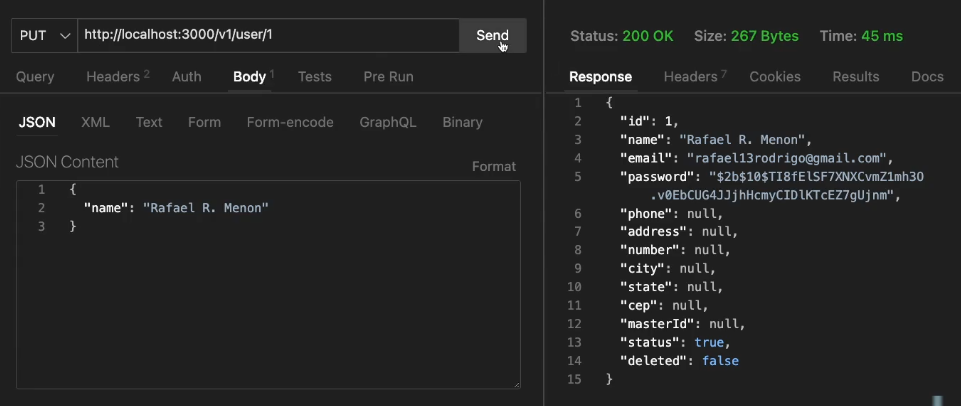 PUT http://localhost:3000/v1/user/1 Send
Query Headers 2 Auth Body 1 Tests Pre Run
JSON XML Text Form Form-encode GraphQL Binary
JSON Content Format
1 {
2 "name": "Rafael R. Menon"
3 }
Status: 200 OK Size: 267 Bytes Time: 45 ms
Response Headers 7 Cookies Results Docs
1 {
2 "id": 1,
3 "name": "Rafael R. Menon",
4 "email": "rafael13rodrigo@gmail.com",
5 "password": "$2b$10$TI8fElSF7XNXCvmZ1mh3O
.v0EbCUG4JJjhHcmyCIDlKTcEZ7gUjnm",
6 "phone": null,
7 "address": null,
8 "number": null,
9 "city": null,
10 "state": null,
11 "cep": null,
12 "masterId": null,
13 "status": true,
14 "deleted": false
15 }